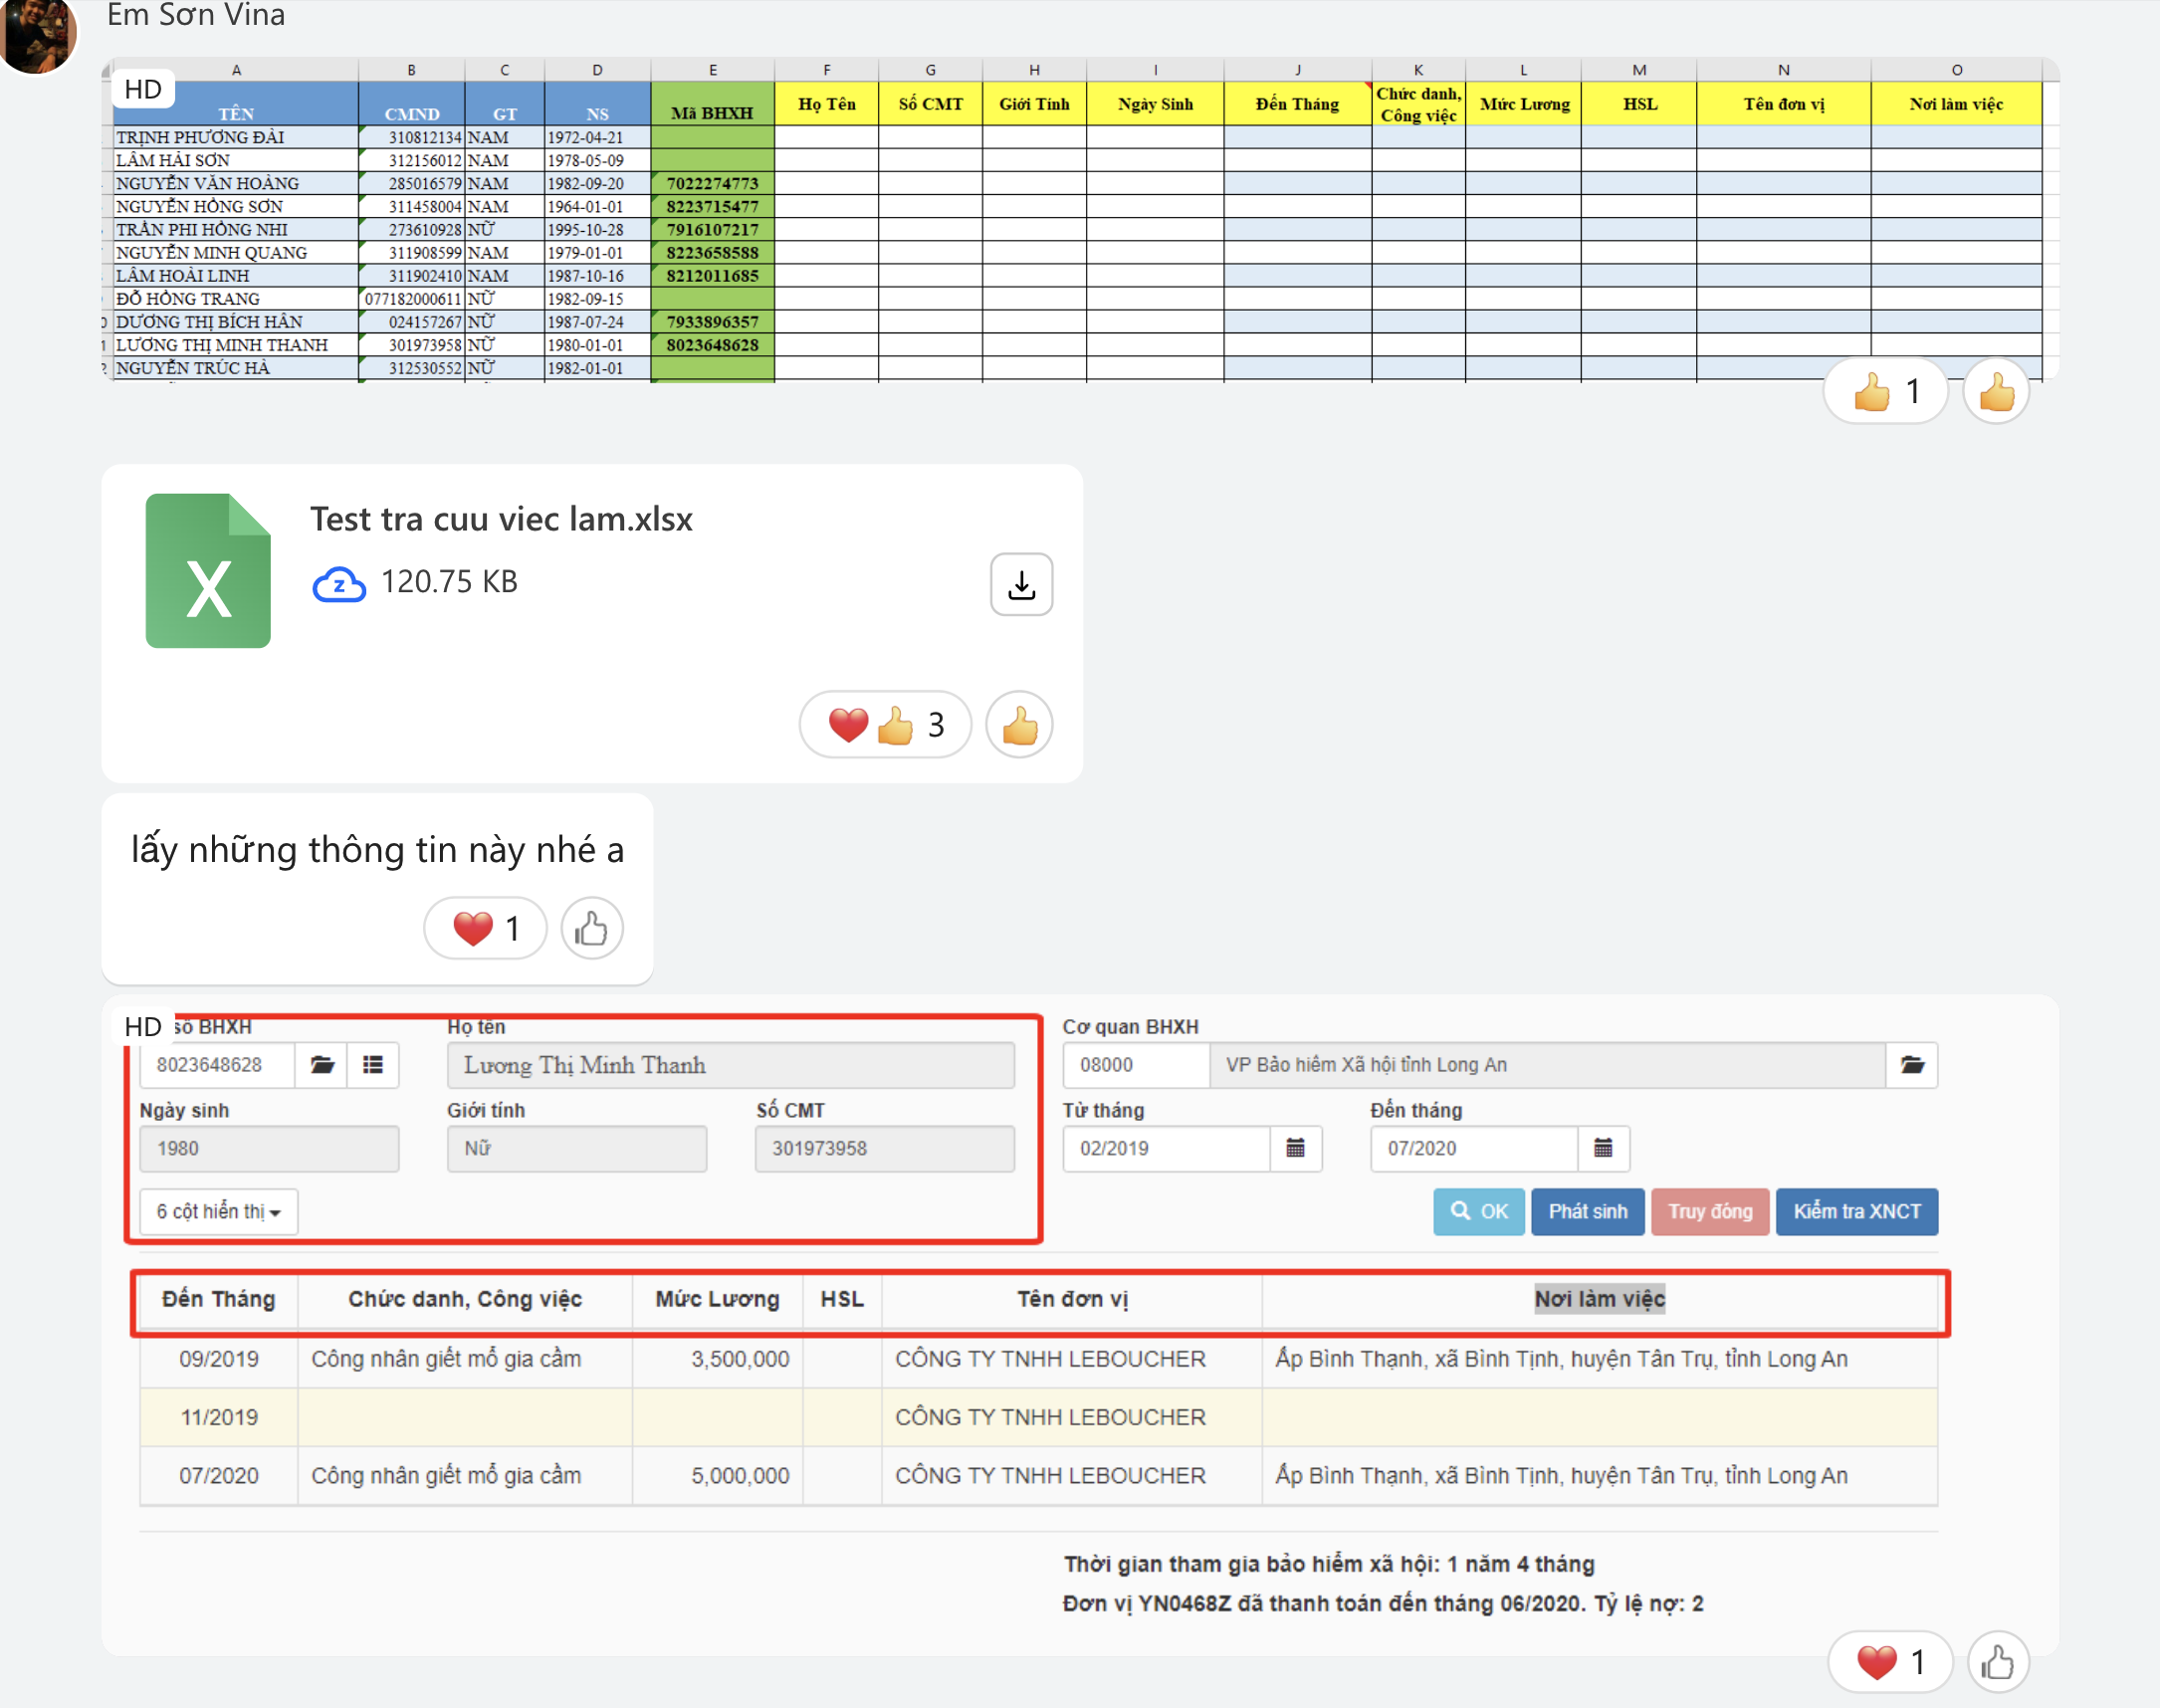 Em Sơn Vina
HD
A B C D E F G H I J K L M N O
TÊN CMND GT NS Mã BHXH Họ Tên Số CMT Giới Tính Ngày Sinh Đến Tháng Chức danh, Công việc Mức Lương HSL Tên đơn vị Nơi làm việc
TRỊNH PHƯƠNG ĐÀI 310812134 NAM 1972-04-21
LÂM HẢI SƠN 312156012 NAM 1978-05-09
NGUYỄN VĂN HOÀNG 285016579 NAM 1982-09-20 7022274773
NGUYỄN HỒNG SƠN 311458004 NAM 1964-01-01 8223715477
TRẦN PHI HỒNG NHI 273610928 NỮ 1995-10-28 7916107217
NGUYỄN MINH QUANG 311908599 NAM 1979-01-01 8223658588
LÂM HOÀI LINH 311902410 NAM 1987-10-16 8212011685
ĐỖ HỒNG TRANG 077182000611 NỮ 1982-09-15
DƯƠNG THỊ BÍCH HÂN 024157267 NỮ 1987-07-24 7933896357
LƯƠNG THỊ MINH THANH 301973958 NỮ 1980-01-01 8023648628
NGUYỄN TRÚC HÀ 312530552 NỮ 1982-01-01
1
X
Test tra cuu viec lam.xlsx
Z
120.75 KB
3
lấy những thông tin này nhé a
1
HD
số BHXH Họ tên Cơ quan BHXH
8023648628 Lương Thị Minh Thanh 08000 VP Bảo hiểm Xã hội tỉnh Long An
Ngày sinh Giới tính Số CMT Từ tháng Đến tháng
1980 Nữ 301973958 02/2019 07/2020
6 cột hiển thị OK Phát sinh Truy đóng Kiểm tra XNCT
Đến Tháng Chức danh, Công việc Mức Lương HSL Tên đơn vị Nơi làm việc
09/2019 Công nhân giết mổ gia cầm 3,500,000 CÔNG TY TNHH LEBOUCHER Ấp Bình Thạnh, xã Bình Tịnh, huyện Tân Trụ, tỉnh Long An
11/2019 CÔNG TY TNHH LEBOUCHER
07/2020 Công nhân giết mổ gia cầm 5,000,000 CÔNG TY TNHH LEBOUCHER Ấp Bình Thạnh, xã Bình Tịnh, huyện Tân Trụ, tỉnh Long An
Thời gian tham gia bảo hiểm xã hội: 1 năm 4 tháng
Đơn vị YN0468Z đã thanh toán đến tháng 06/2020. Tỷ lệ nợ: 2
1